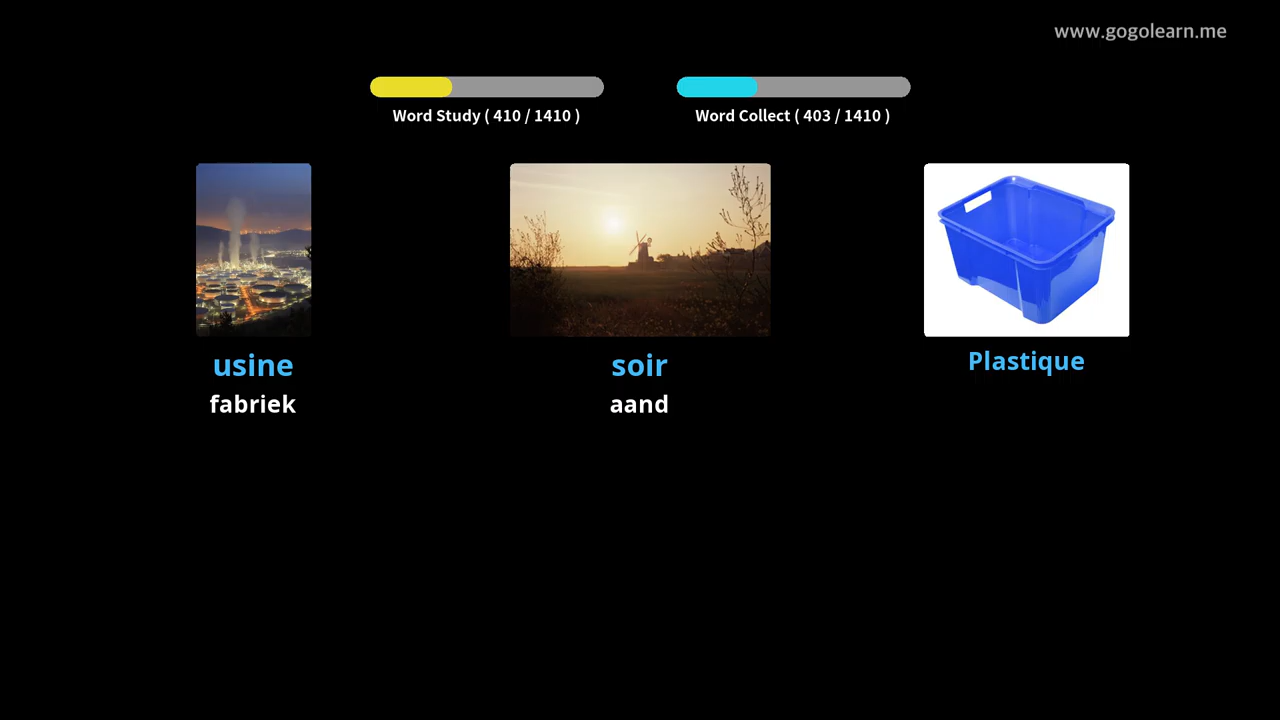 www.gogolearn.me
Word Study ( 410 / 1410 )
Word Collect ( 403 / 1410 )
usine
fabriek
soir
aand
Plastique